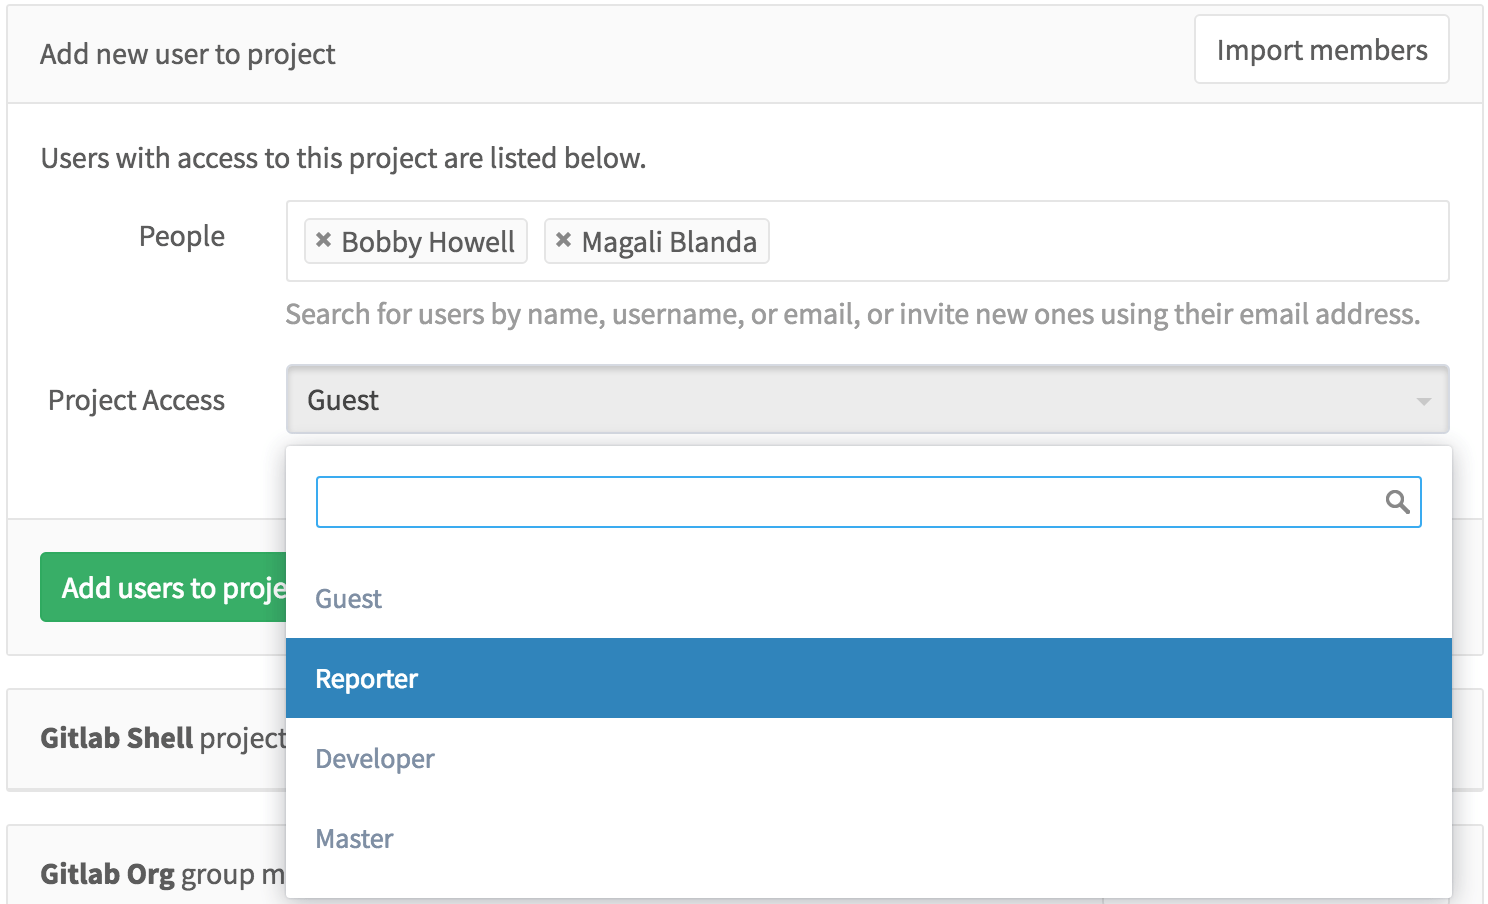 Add new user to project
Import members
Users with access to this project are listed below.
People
× Bobby Howell
× Magali Blanda
Search for users by name, username, or email, or invite new ones using their email address.
Project Access
Guest
Add users to proje
Guest
Reporter
Developer
Master
Gitlab Shell project
Gitlab Org group m